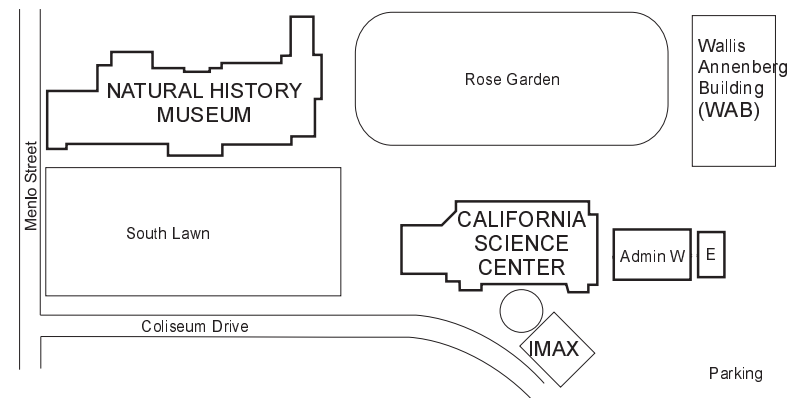 NATURAL HISTORY
MUSEUM
Rose Garden
Wallis
Annenberg
Building
(WAB)
Menlo Street
South Lawn
CALIFORNIA
SCIENCE
CENTER
Admin W
E
Coliseum Drive
IMAX
Parking